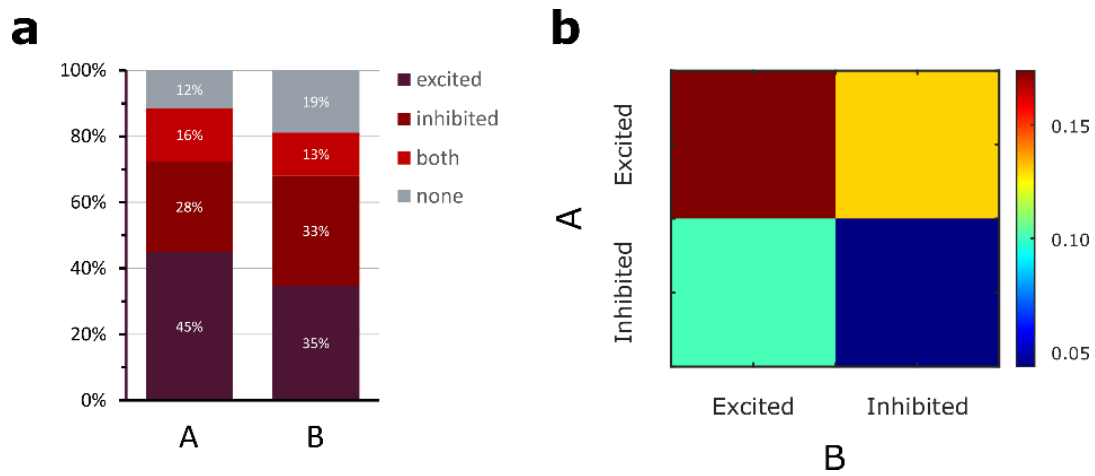 a
100%
80%
60%
40%
20%
0%
12%
16%
28%
45%
19%
13%
33%
35%
A
B
excited
inhibited
both
none
b
Excited
Inhibited
A
Excited
Inhibited
B
0.15
0.10
0.05